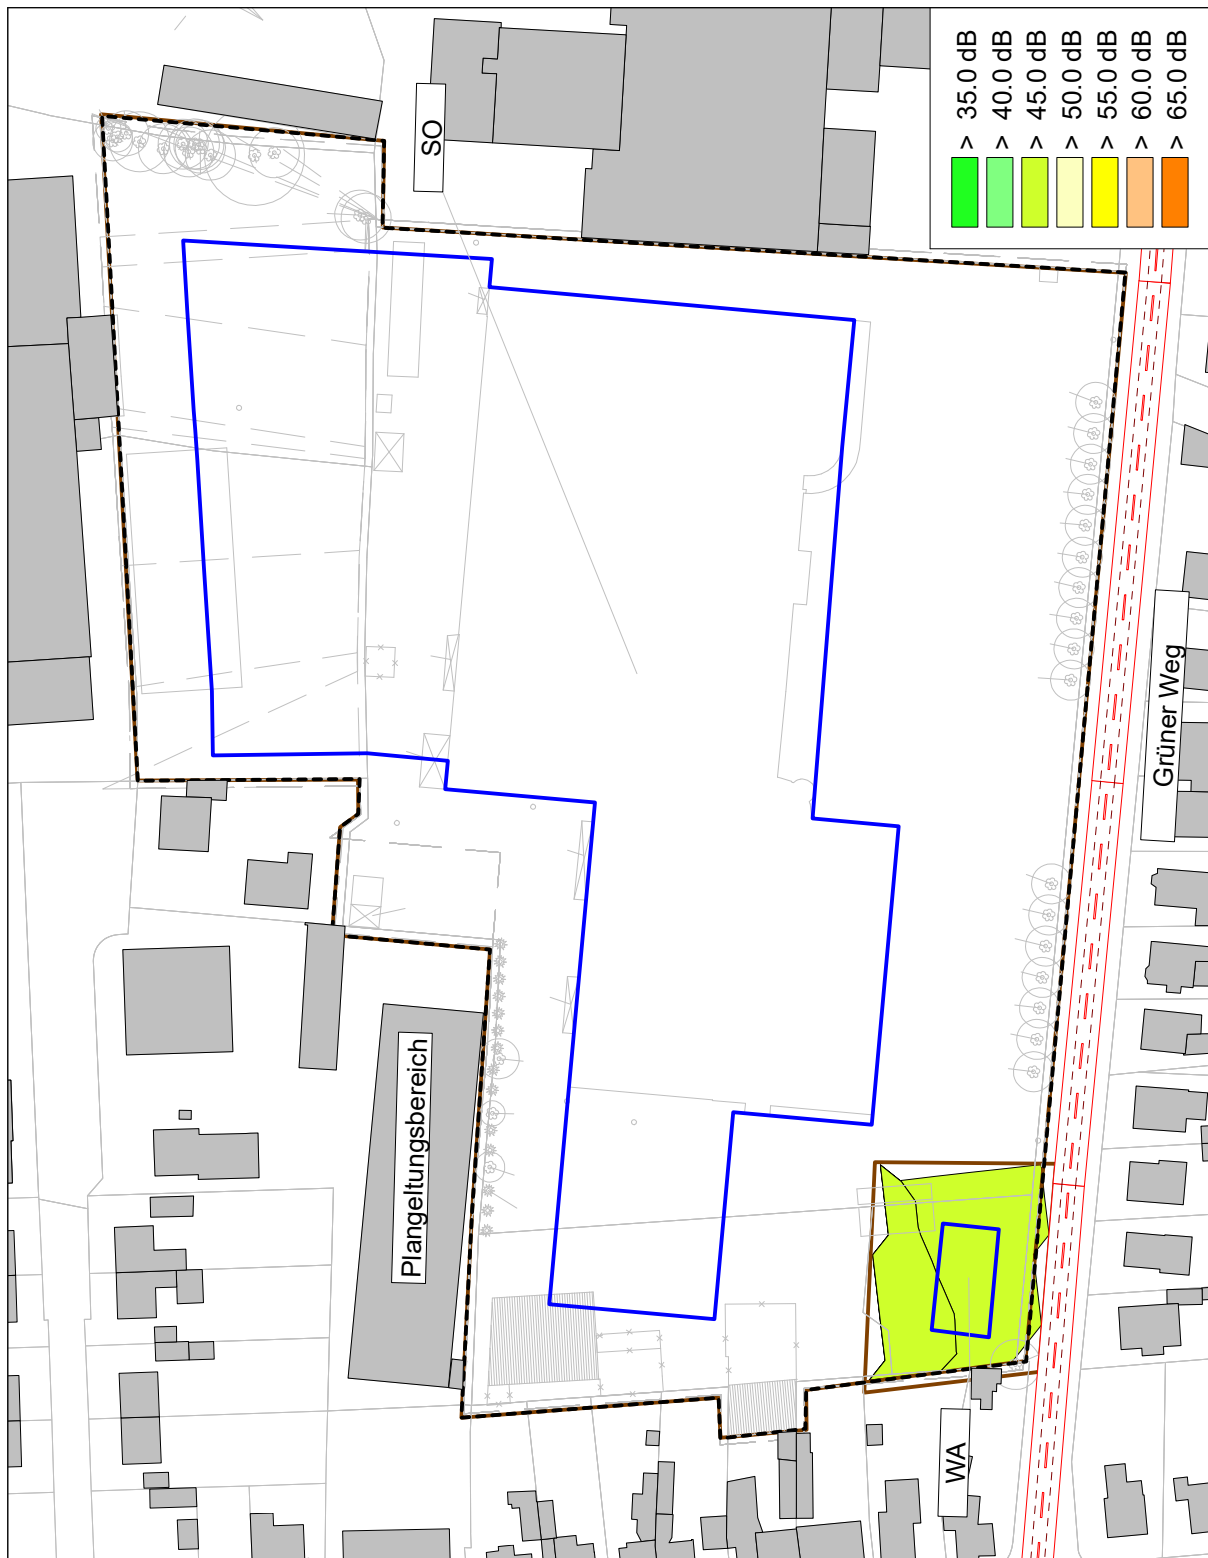 SO
> 35.0 dB
> 40.0 dB
> 45.0 dB
> 50.0 dB
> 55.0 dB
> 60.0 dB
> 65.0 dB
Plangeltungsbereich
Grüner Weg
WA